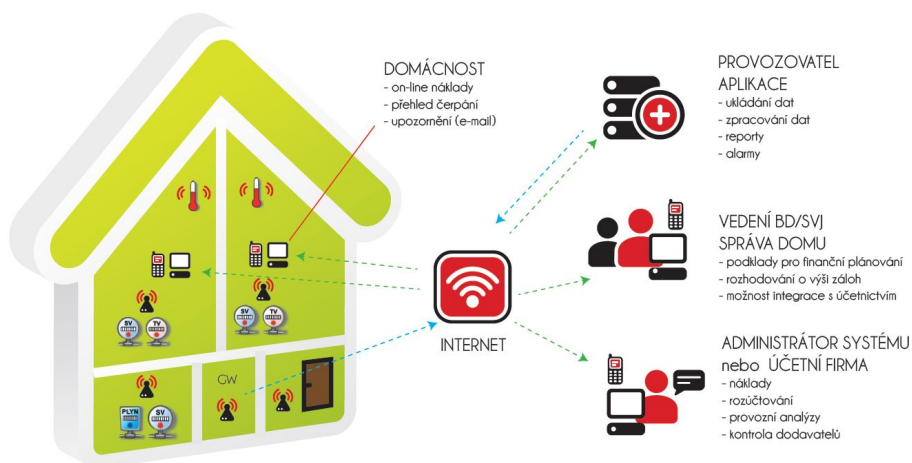 DOMÁCNOST
- on-line náklady
- přehled čerpání
- upozornění (e-mail)
PROVOZOVATEL
APLIKACE
- ukládání dat
- zpracování dat
- reporty
- alarmy
VEDENÍ BD/SVJ
SPRÁVA DOMU
- podklady pro finanční plánování
- rozhodování o výši záloh
- možnost integrace s účetnictvím
INTERNET
ADMINISTRÁTOR SYSTÉMU
nebo ÚČETNÍ FIRMA
- náklady
- rozúčtování
- provozní analýzy
- kontrola dodavatelů
SV TV
SV TV
GW
PLYN SV